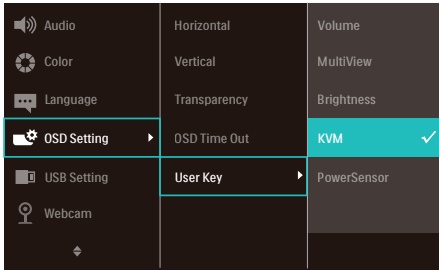 Audio
Color
Language
OSD Setting
USB Setting
Webcam
Horizontal
Vertical
Transparency
OSD Time Out
User Key
Volume
MultiView
Brightness
KVM
PowerSensor